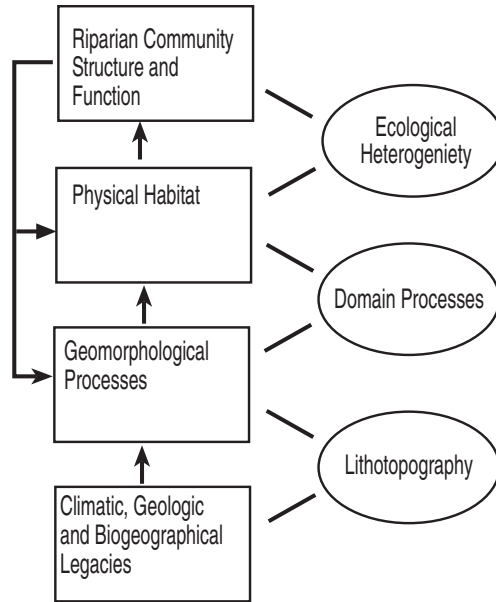 Riparian Community
Structure and
Function
Ecological
Heterogeniety
Physical Habitat
Domain Processes
Geomorphological
Processes
Lithotopography
Climatic, Geologic
and Biogeographical
Legacies